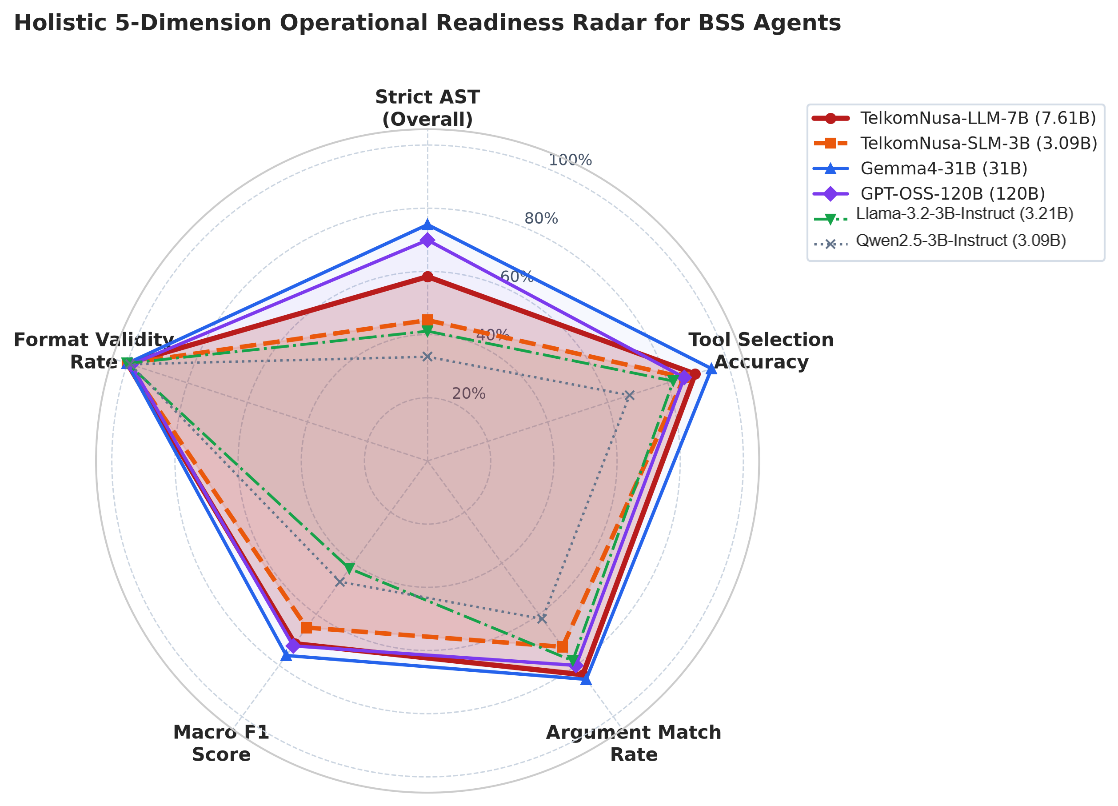 Holistic 5-Dimension Operational Readiness Radar for BSS Agents
Strict AST
(Overall)
TelkomNusa-LLM-7B (7.61B)
TelkomNusa-SLM-3B (3.09B)
Gemma4-31B (31B)
GPT-OSS-120B (120B)
Llama-3.2-3B-Instruct (3.21B)
Qwen2.5-3B-Instruct (3.09B)
100%
80%
60%
40%
20%
Format Validity
Rate
Tool Selection
Accuracy
Macro F1
Score
Argument Match
Rate